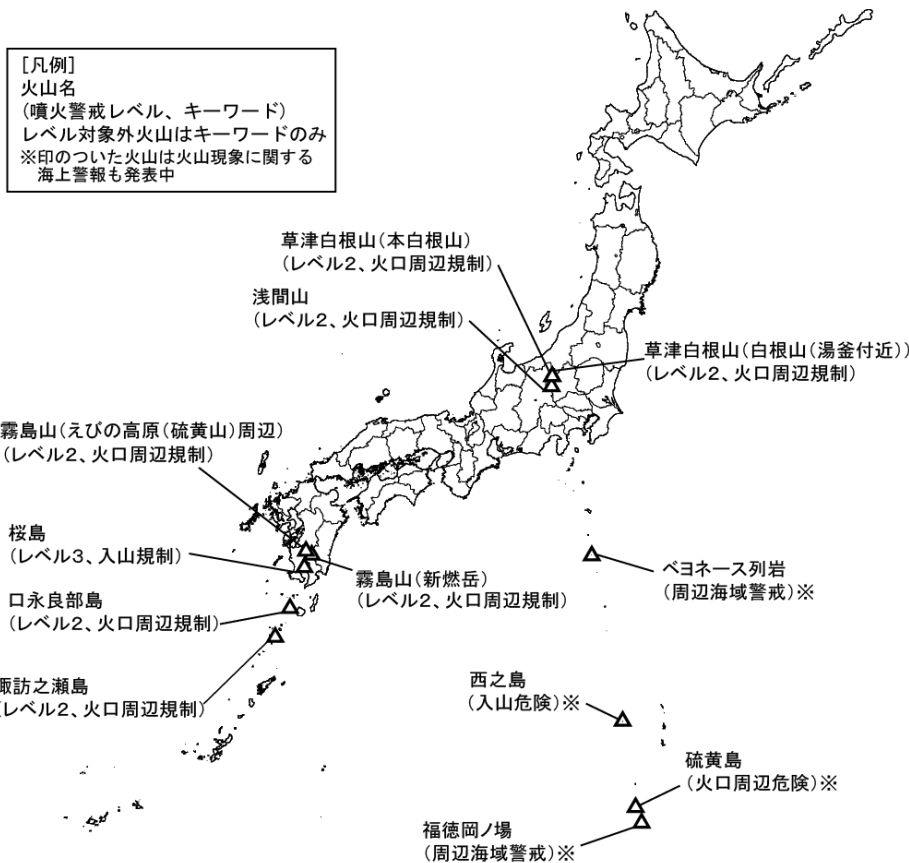 [凡例]
火山名
(噴火警戒レベル、キーワード)
レベル対象外火山はキーワードのみ
※印のついた火山は火山現象に関する
海上警報も発表中
草津白根山(本白根山)
(レベル2、火口周辺規制)
浅間山
(レベル2、火口周辺規制)
草津白根山(白根山(湯釜付近))
(レベル2、火口周辺規制)
霧島山(えびの高原(硫黄山)周辺)
(レベル2、火口周辺規制)
桜島
(レベル3、入山規制)
霧島山(新燃岳)
(レベル2、火口周辺規制)
口永良部島
(レベル2、火口周辺規制)
諏訪之瀬島
(レベル2、火口周辺規制)
ベヨネース列岩
(周辺海域警戒)※
西之島
(入山危険)※
硫黄島
(火口周辺危険)※
福徳岡ノ場
(周辺海域警戒)※